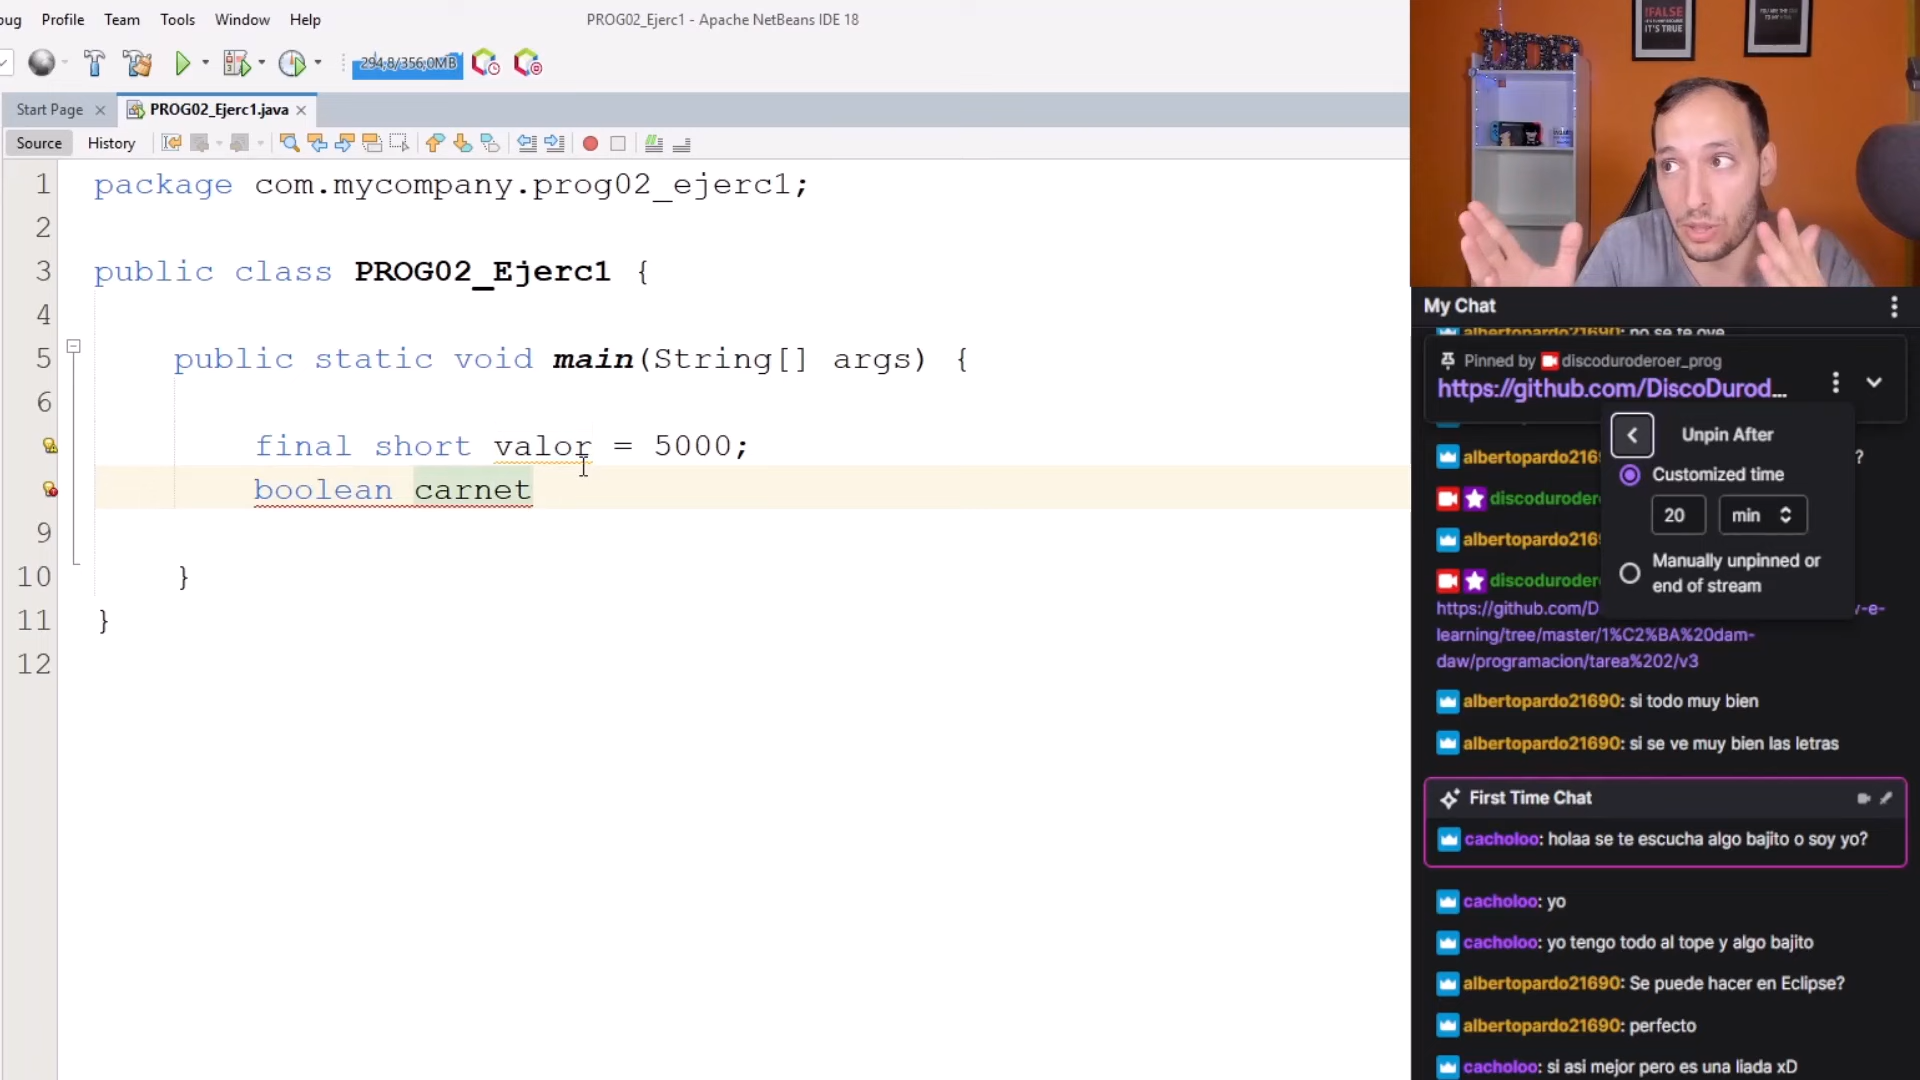 Profile Team Tools Window Help
PROG02_Ejerc1 - Apache NetBeans IDE 18
294,8/356,0MB
Start Page
PROG02_Ejerc1.java
Source History
1 package com.mycompany.prog02_ejerc1;
2
3 public class PROG02_Ejerc1 {
4
5 public static void main(String[] args) {
6
final short valor = 5000;
boolean carnet
9
10 }
11 }
12
!FALSE
IT'S TRUE
My Chat
albertopardo21690: no se te oye
Pinned by discoduroderoer_prog
https://github.com/DiscoDurod...
Unpin After
Customized time
20 min
Manually unpinned or
end of stream
albertopardo216 ?
discoduroder
albertopardo216
discoduroder
https://github.com/D
learning/tree/master/1%C2%BA%20dam-
daw/programacion/tarea%202/v3
albertopardo21690: si todo muy bien
albertopardo21690: si se ve muy bien las letras
First Time Chat
cacholoo: holaa se te escucha algo bajito o soy yo?
cacholoo: yo
cacholoo: yo tengo todo al tope y algo bajito
albertopardo21690: Se puede hacer en Eclipse?
albertopardo21690: perfecto
cacholoo: si asi mejor pero es una liada xD